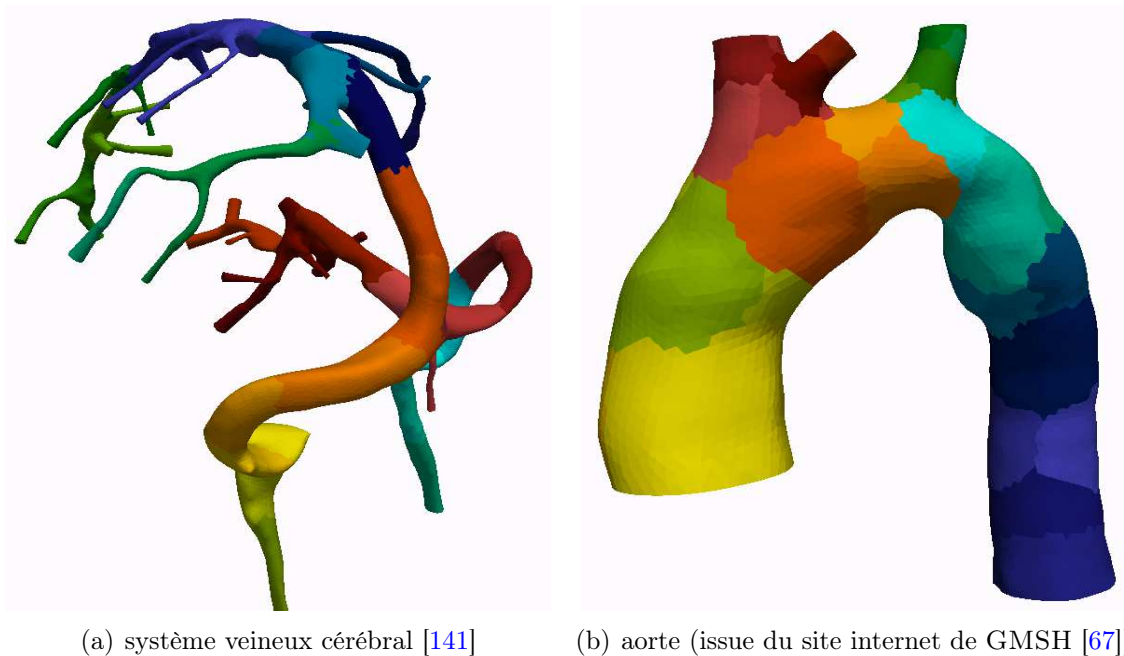 (a) système veineux cérébral [141]
(b) aorte (issue du site internet de GMSH [67]